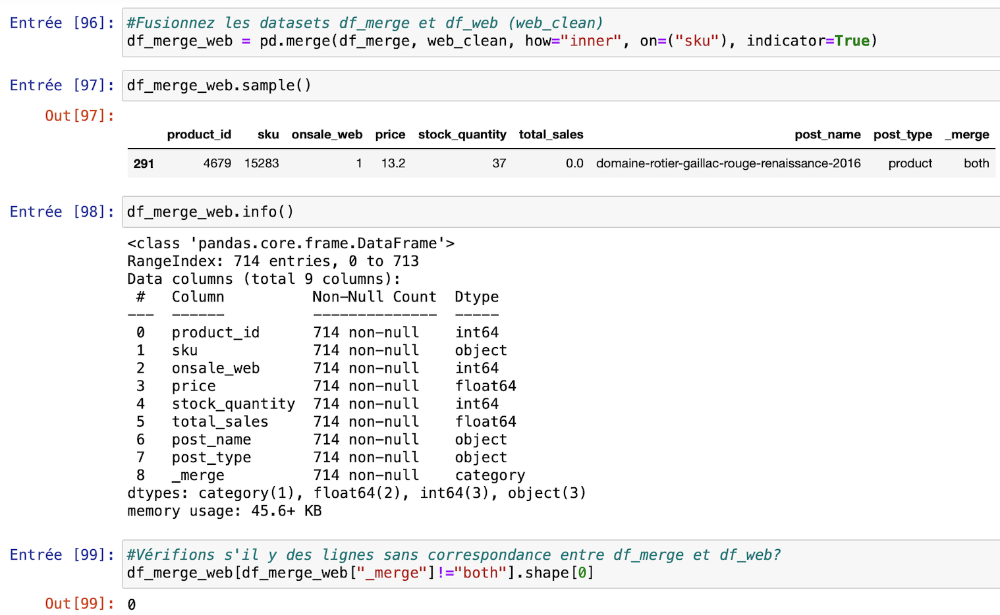 Entrée [96]: #Fusionnez les datasets df_merge et df_web (web_clean)
df_merge_web = pd.merge(df_merge, web_clean, how="inner", on=("sku"), indicator=True)
Entrée [97]: df_merge_web.sample()
Out[97]:
product_id sku onsale_web price stock_quantity total_sales post_name post_type _merge
291 4679 15283 1 13.2 37 0.0 domaine-rotier-gaillac-rouge-renaissance-2016 product both
Entrée [98]: df_merge_web.info()
<class 'pandas.core.frame.DataFrame'>
RangeIndex: 714 entries, 0 to 713
Data columns (total 9 columns):
 #   Column          Non-Null Count  Dtype
---  ------          --------------  -----
 0   product_id      714 non-null    int64
 1   sku             714 non-null    object
 2   onsale_web      714 non-null    int64
 3   price           714 non-null    float64
 4   stock_quantity  714 non-null    int64
 5   total_sales     714 non-null    float64
 6   post_name       714 non-null    object
 7   post_type       714 non-null    object
 8   _merge          714 non-null    category
dtypes: category(1), float64(2), int64(3), object(3)
memory usage: 45.6+ KB
Entrée [99]: #Vérifions s'il y des lignes sans correspondance entre df_merge et df_web?
df_merge_web[df_merge_web["_merge"]!="both"].shape[0]
Out[99]: 0